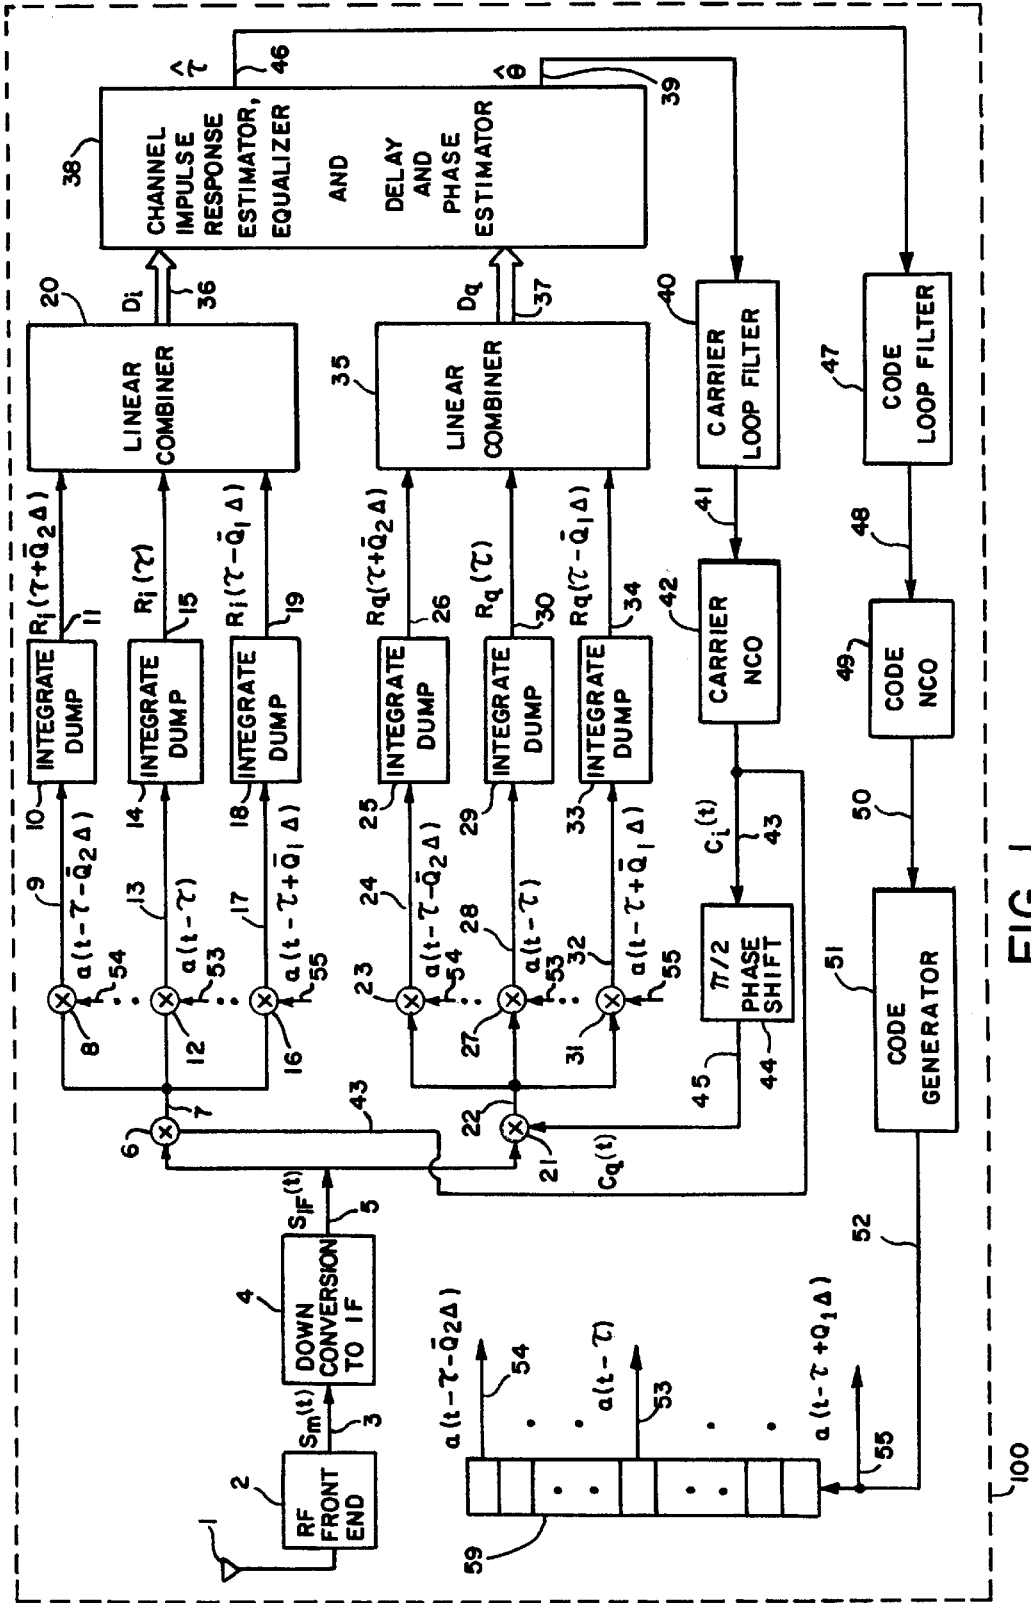 100
1
2
RF
FRONT
END
Sm(t)
3
4
DOWN
CONVERSION
TO IF
SIF(t)
5
6
7
8
9
a(t-τ-Q̄2Δ)
54
10
INTEGRATE
DUMP
11
Ri(τ+Q̄2Δ)
12
13
a(t-τ)
53
14
INTEGRATE
DUMP
15
Ri(τ)
16
17
a(t-τ+Q̄1Δ)
55
18
INTEGRATE
DUMP
19
Ri(τ-Q̄1Δ)
20
LINEAR
COMBINER
Di
36
43
21
22
23
24
a(t-τ-Q̄2Δ)
54
25
INTEGRATE
DUMP
26
Rq(τ+Q̄2Δ)
27
28
a(t-τ)
53
29
INTEGRATE
DUMP
30
Rq(τ)
31
32
a(t-τ+Q̄1Δ)
55
33
INTEGRATE
DUMP
34
Rq(τ-Q̄1Δ)
35
LINEAR
COMBINER
Dq
37
38
CHANNEL
IMPULSE
RESPONSE
ESTIMATOR,
EQUALIZER
AND
DELAY
AND
PHASE
ESTIMATOR
τ̂
46
θ̂
39
40
CARRIER
LOOP FILTER
41
42
CARRIER
NCO
Ci(t)
43
π/2
PHASE
SHIFT
44
45
Cq(t)
47
CODE
LOOP FILTER
48
49
CODE
NCO
50
51
CODE
GENERATOR
52
59
a(t-τ-Q̄2Δ)
54
a(t-τ)
53
a(t-τ+Q1Δ)
55
FIG. 1